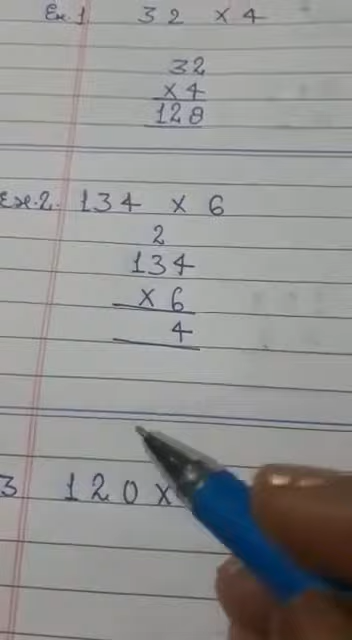 Ex.1 32 × 4
32
× 4
128
Ex.2. 134 × 6
2
134
× 6
4
3 120 ×